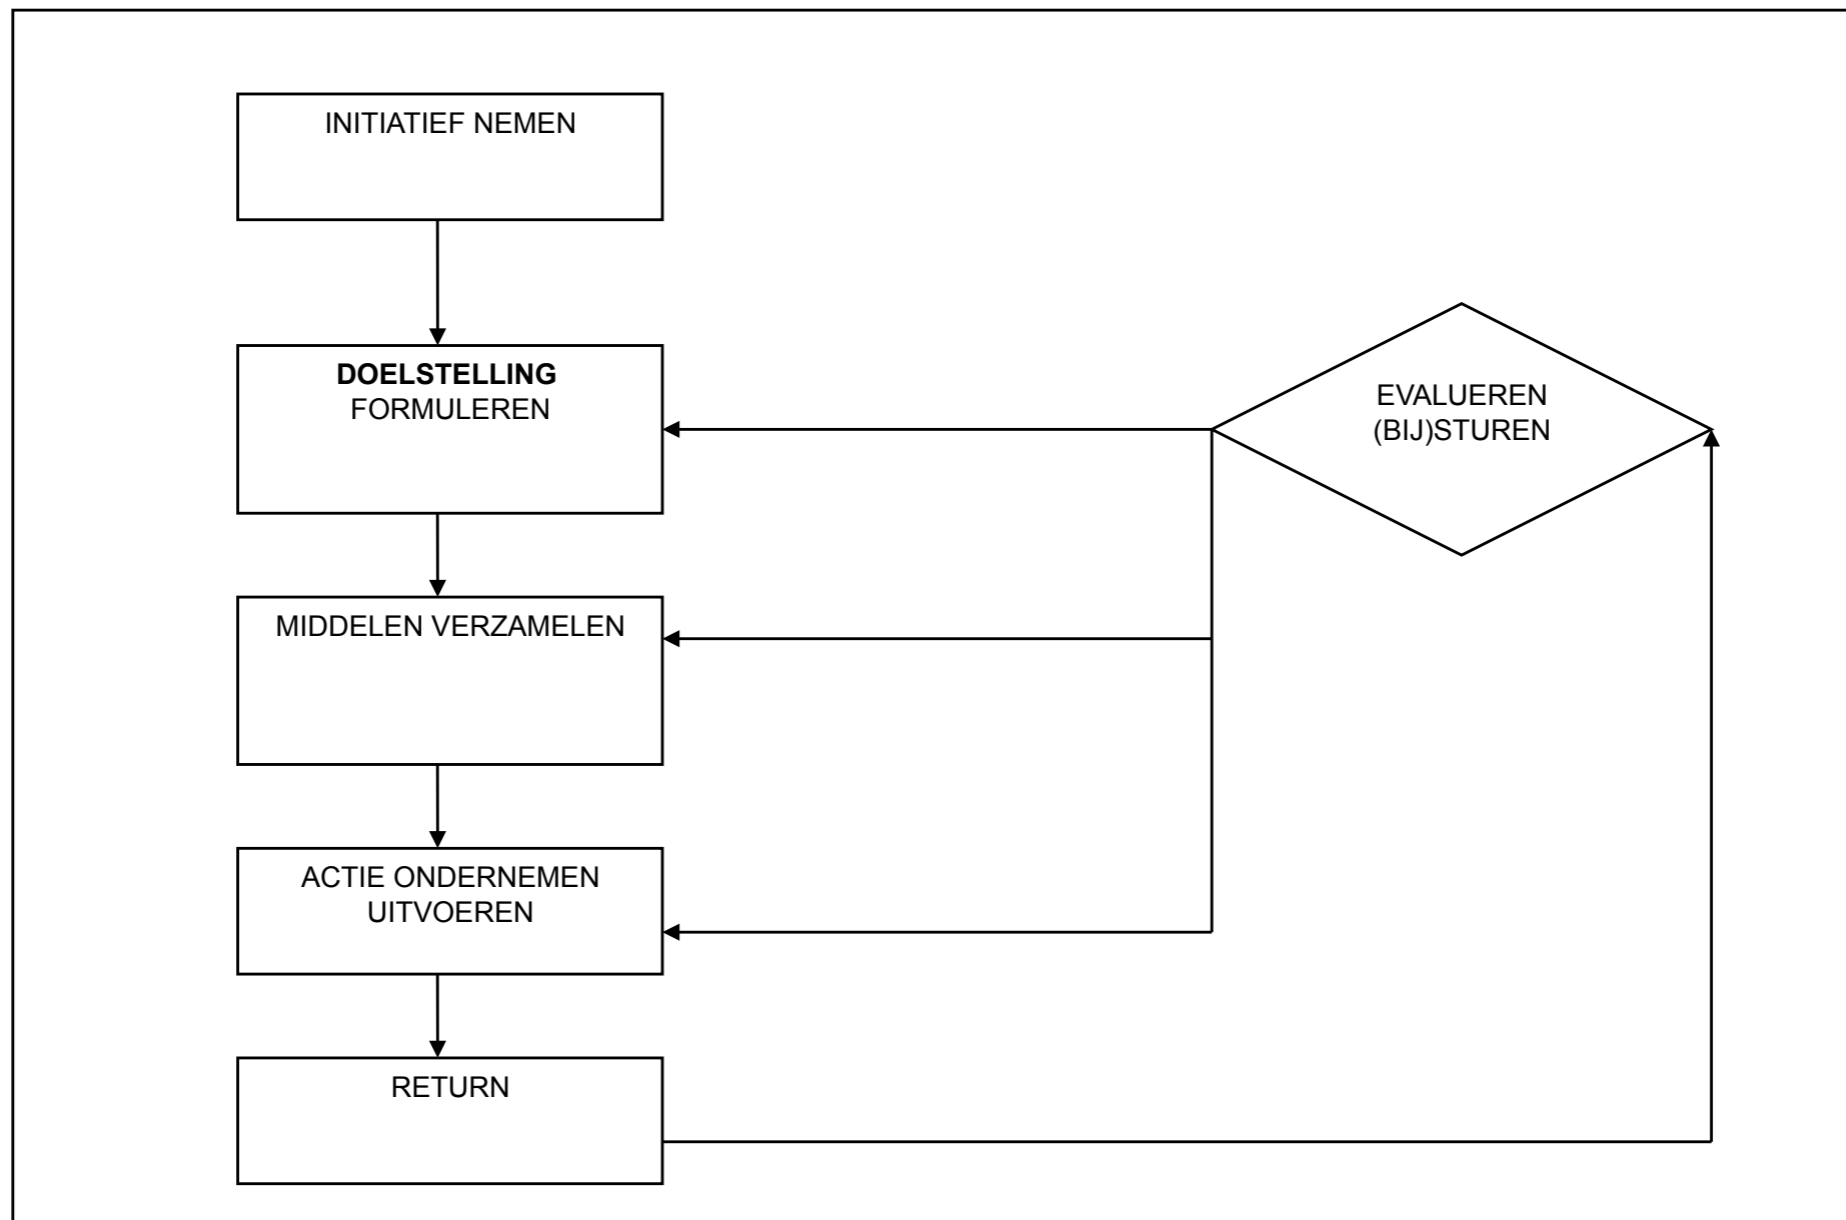 INITIATIEF NEMEN
DOELSTELLING
FORMULEREN
EVALUEREN
(BIJ)STUREN
MIDDELEN VERZAMELEN
ACTIE ONDERNEMEN
UITVOEREN
RETURN